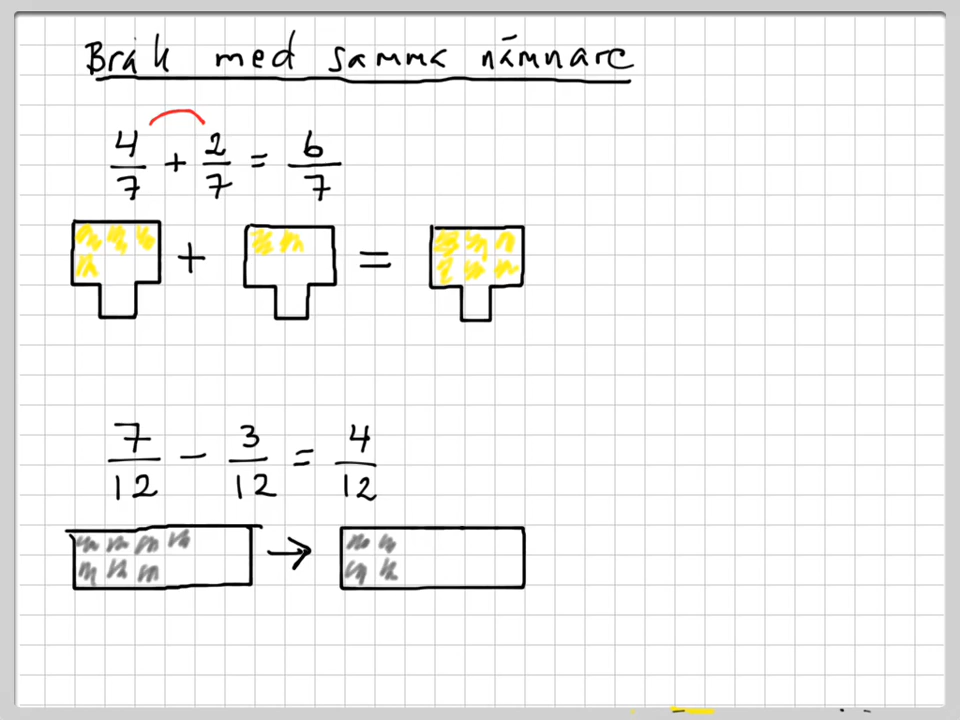 Bråk med samma nämnare
4/7 + 2/7 = 6/7
+ =
7/12 - 3/12 = 4/12
→